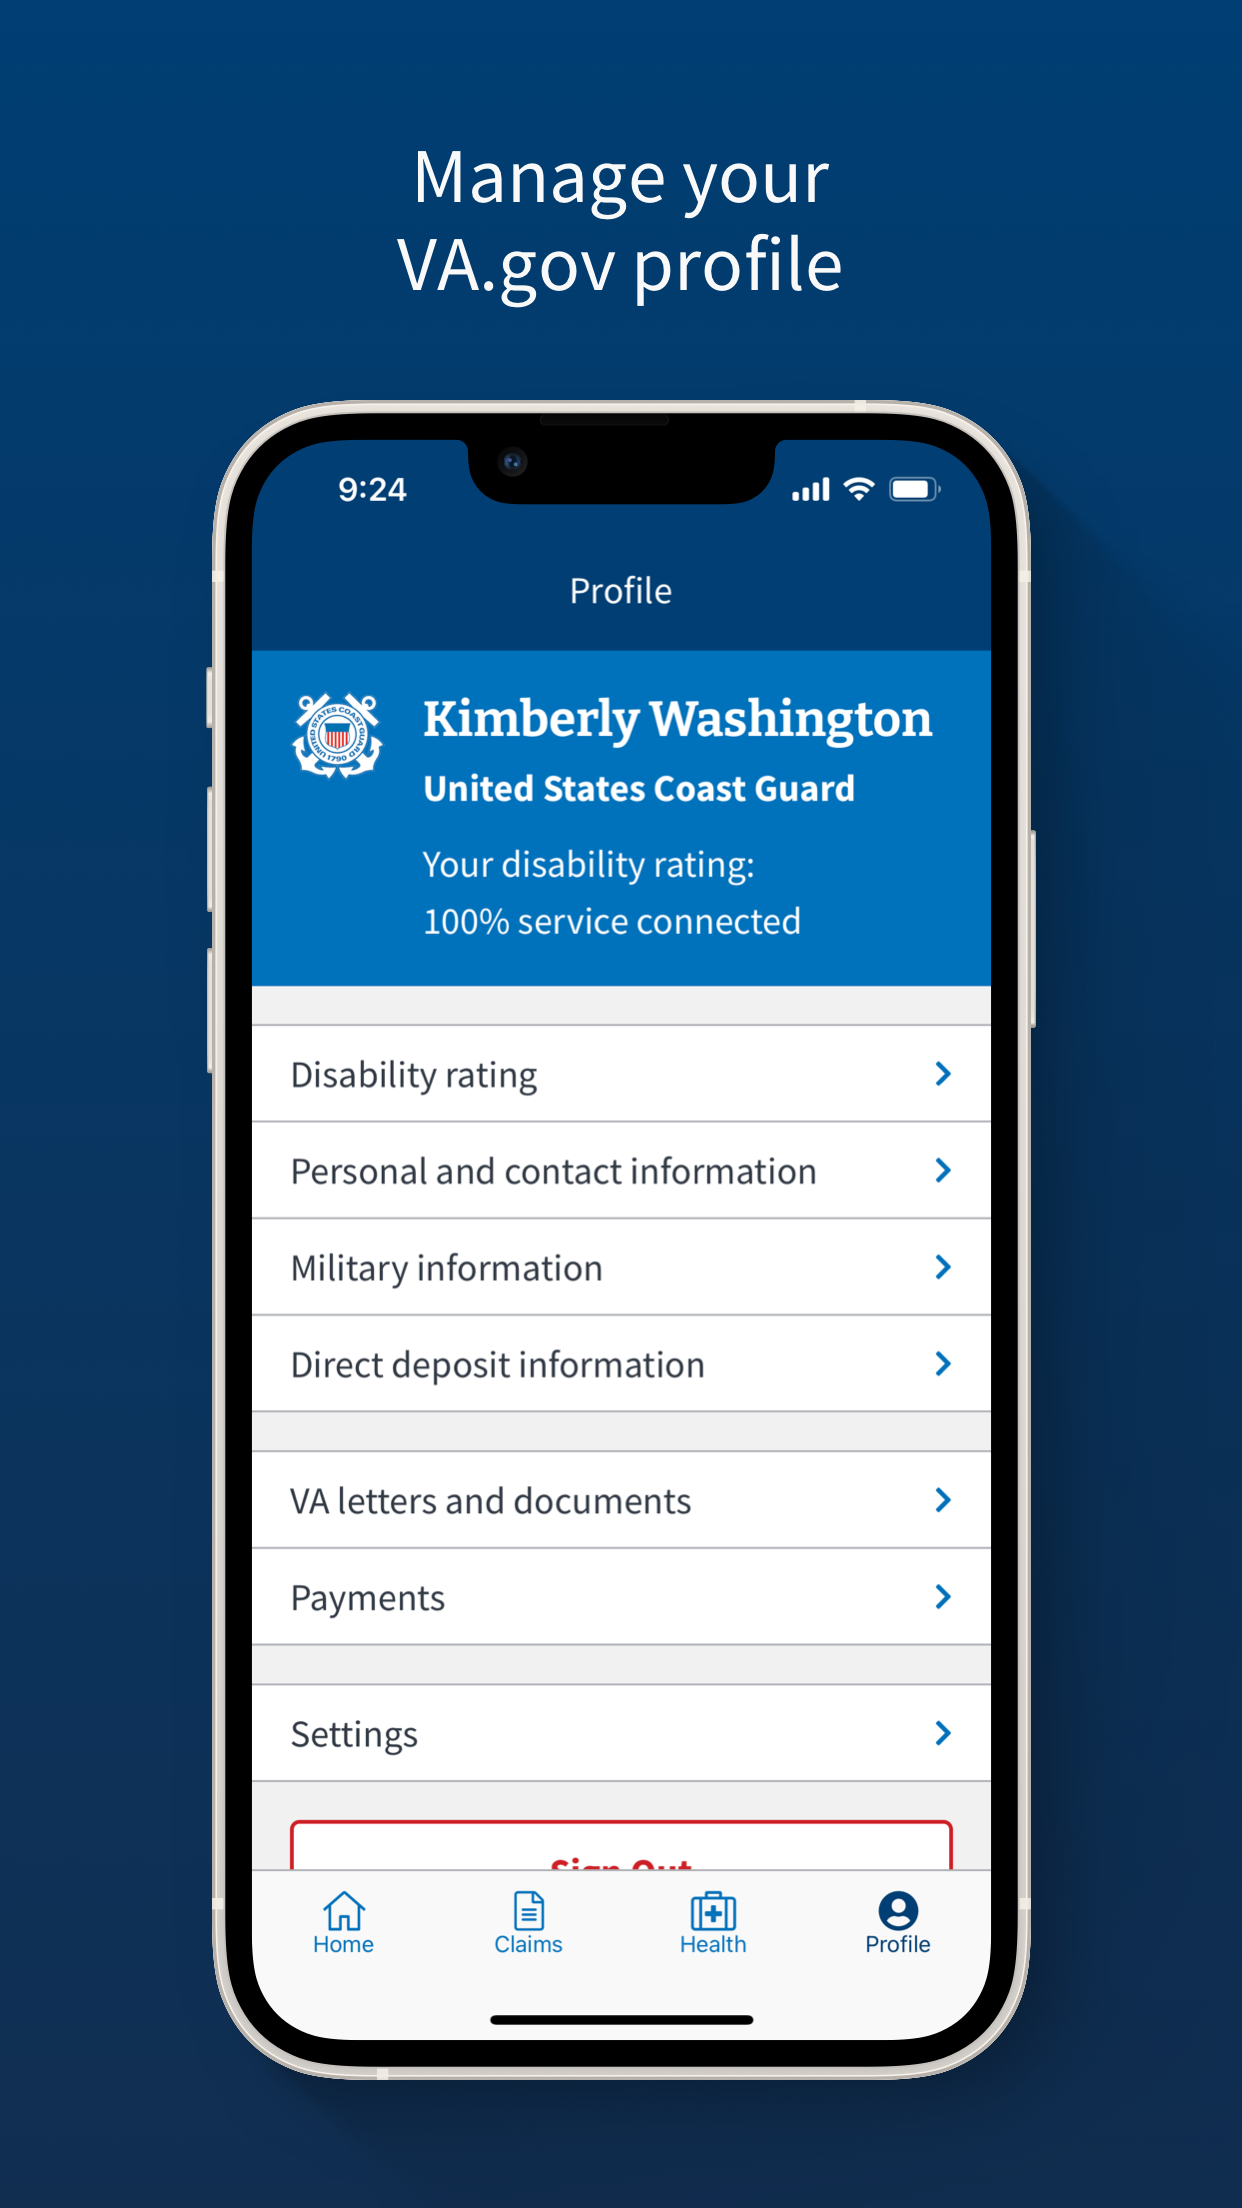 Manage your
VA.gov profile
9:24
Profile
UNITED STATES COAST GUARD 1790
Kimberly Washington
United States Coast Guard
Your disability rating:
100% service connected
Disability rating
Personal and contact information
Military information
Direct deposit information
VA letters and documents
Payments
Settings
Sign Out
Home
Claims
Health
Profile